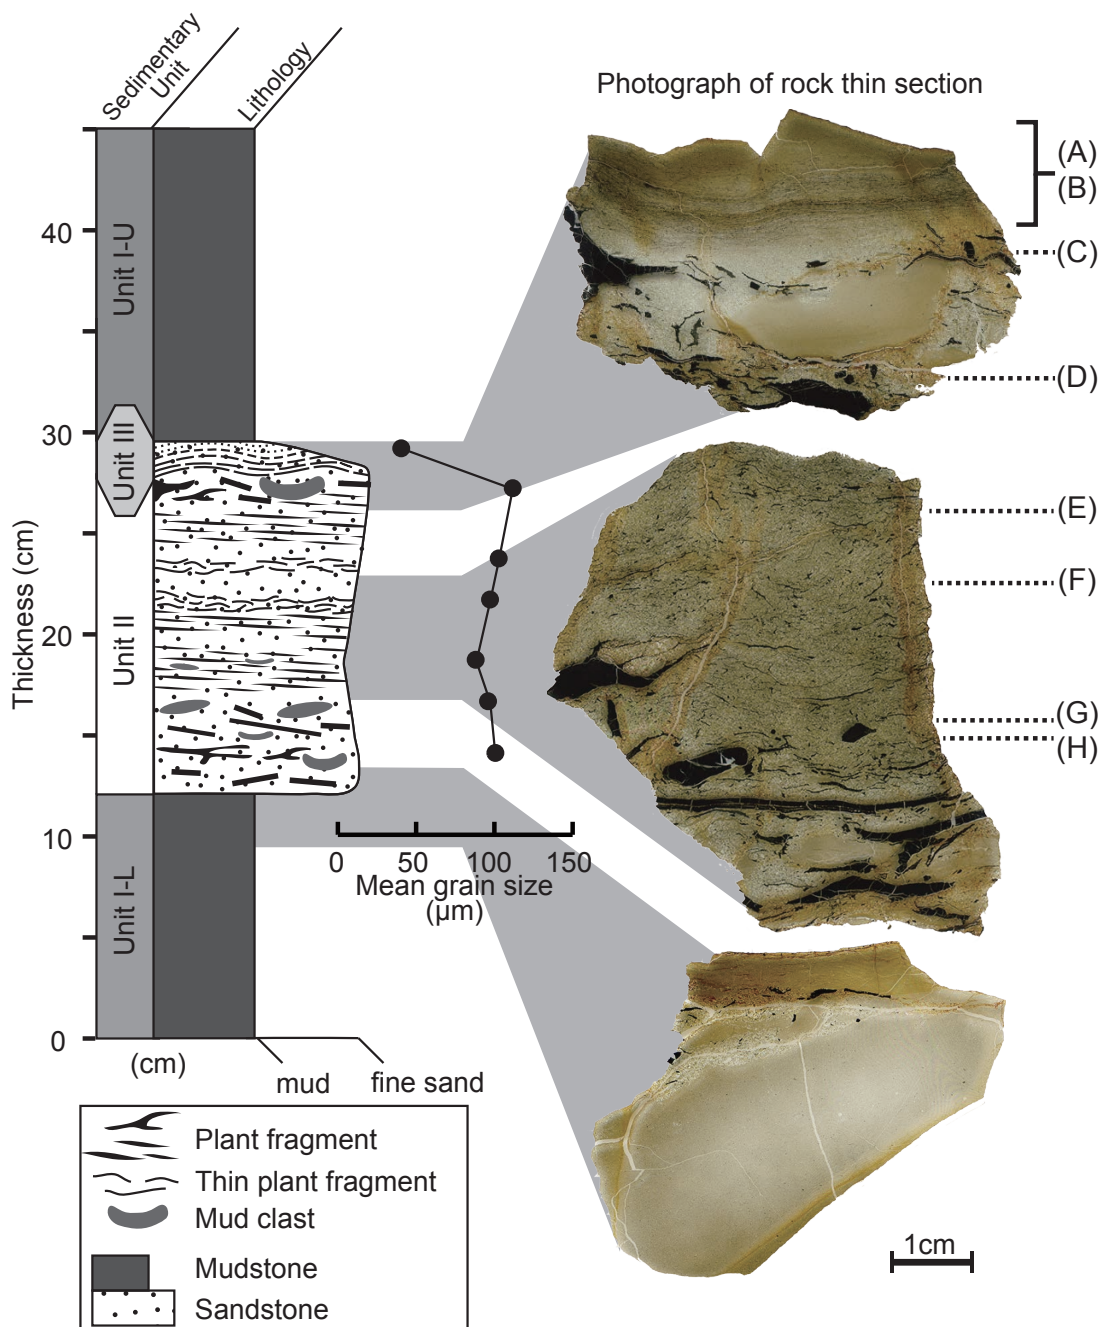 Sedimentary
Unit
Lithology
Photograph of rock thin section
(A)
(B)
(C)
(D)
(E)
(F)
(G)
(H)
Thickness (cm)
40
30
20
10
0
(cm)
Unit I-U
Unit III
Unit II
Unit I-L
0 50 100 150
Mean grain size
(µm)
mud
fine sand
1cm
Plant fragment
Thin plant fragment
Mud clast
Mudstone
Sandstone